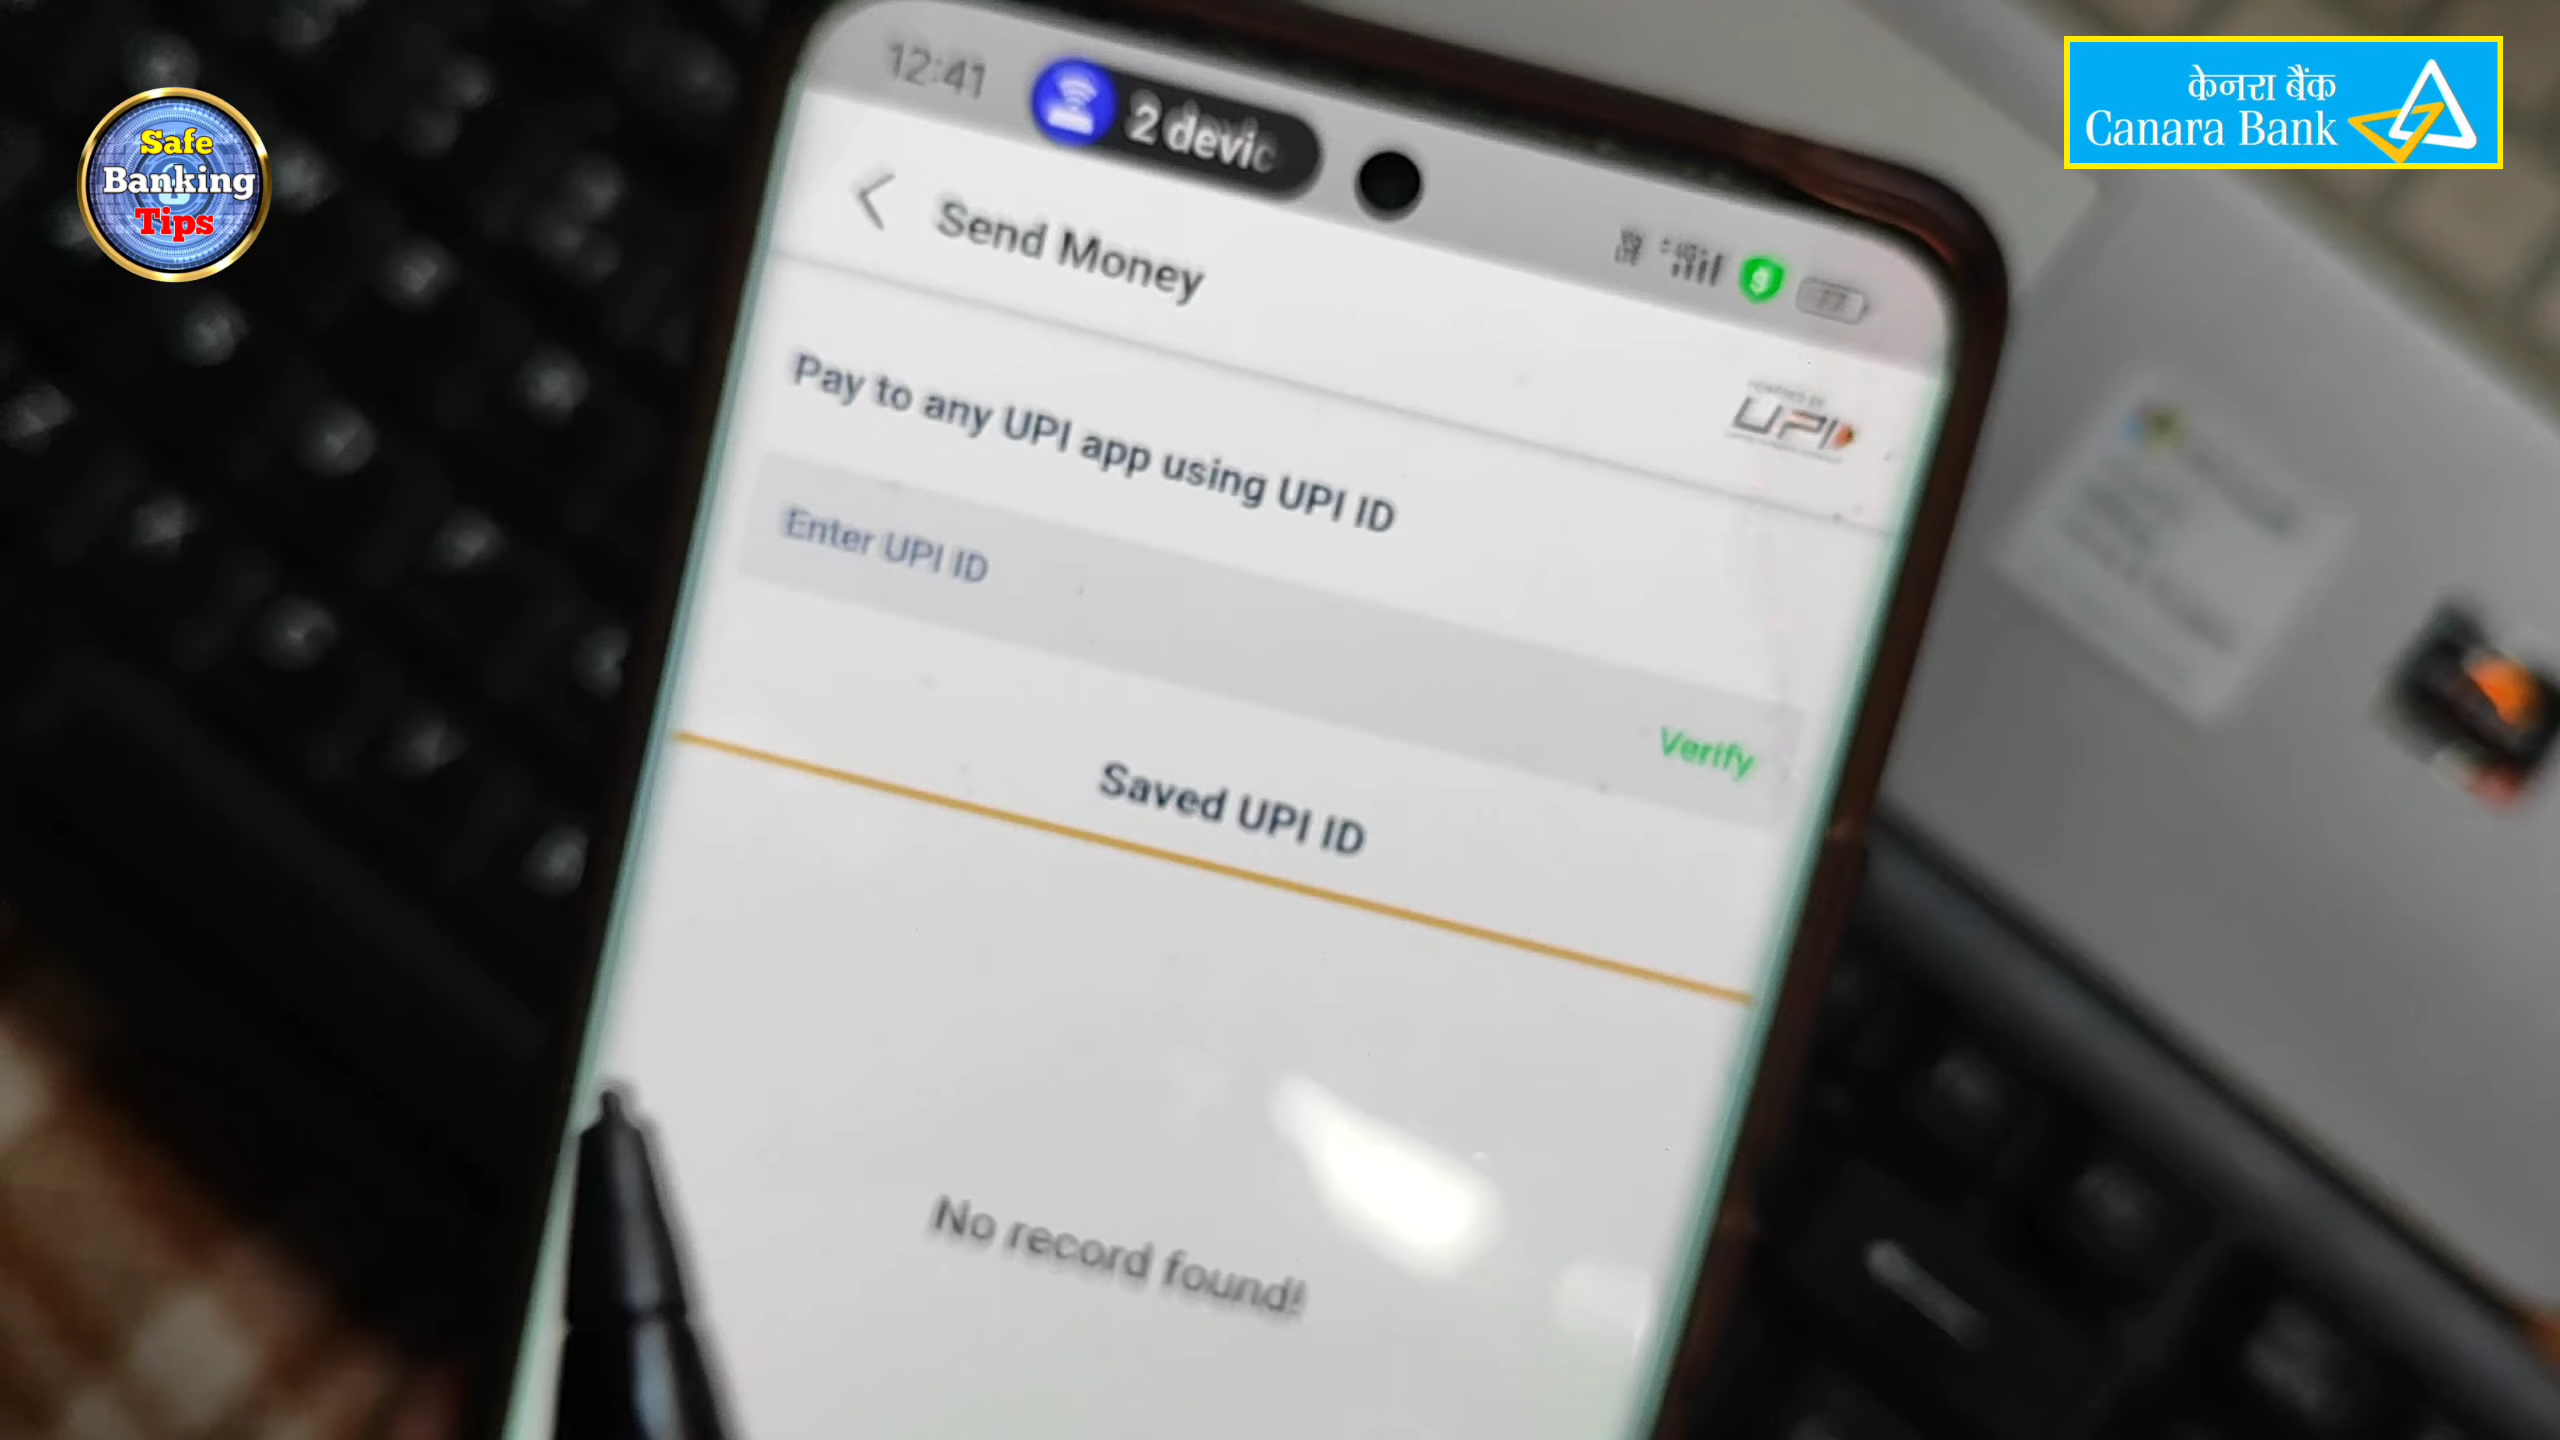 Safe
Banking
Tips
केनरा बैंक
Canara Bank
12:41
2 devic
Send Money
UPI
Pay to any UPI app using UPI ID
Enter UPI ID
Verify
Saved UPI ID
No record found!